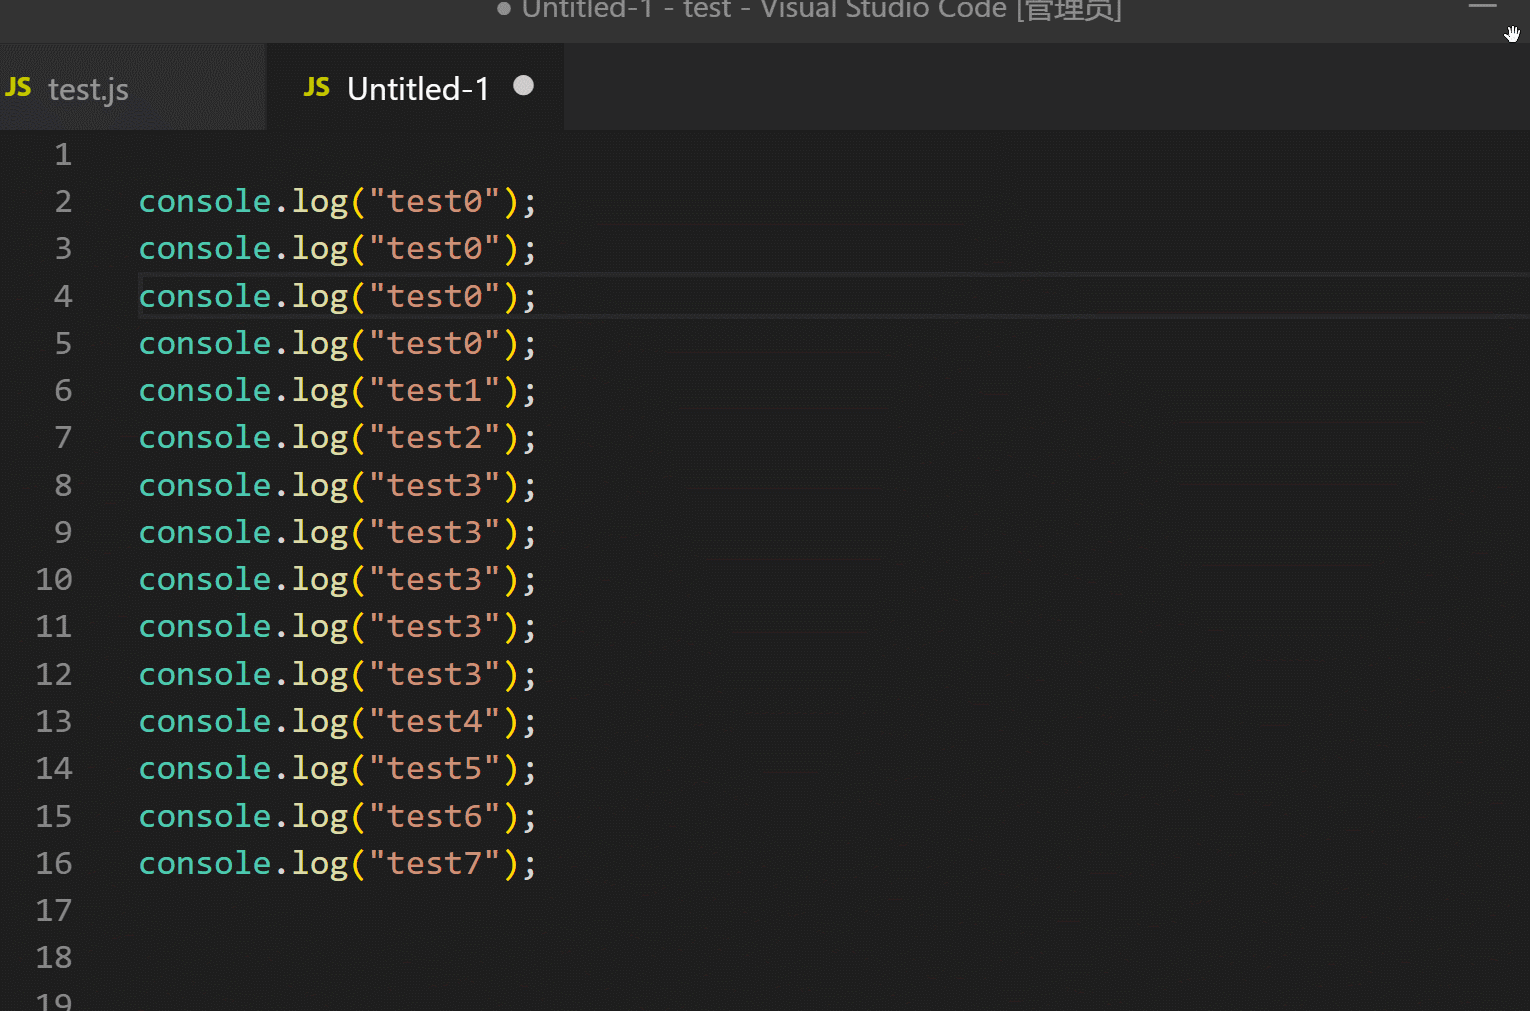 Untitled-1 - test - Visual Studio Code [管理员]
JS test.js JS Untitled-1
1
2 console.log("test0");
3 console.log("test0");
4 console.log("test0");
5 console.log("test0");
6 console.log("test1");
7 console.log("test2");
8 console.log("test3");
9 console.log("test3");
10 console.log("test3");
11 console.log("test3");
12 console.log("test3");
13 console.log("test4");
14 console.log("test5");
15 console.log("test6");
16 console.log("test7");
17
18
19